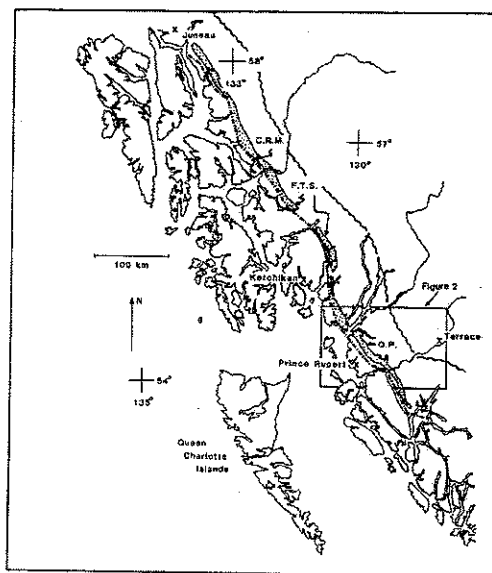 x
Juneau
58°
133°
57°
130°
C.R.M.
F.T.S.
100 km
Ketchikan
Figure 2
N
Terrace
Q.P.
Prince Rupert
54°
135°
Queen
Charlotte
Islands